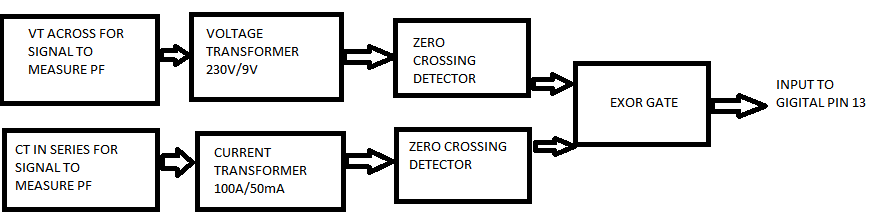 VT ACROSS FOR
SIGNAL TO
MEASURE PF
VOLTAGE
TRANSFORMER
230V/9V
ZERO
CROSSING
DETECTOR
EXOR GATE
INPUT TO
GIGITAL PIN 13
CT IN SERIES FOR
SIGNAL TO
MEASURE PF
CURRENT
TRANSFORMER
100A/50mA
ZERO CROSSING
DETECTOR